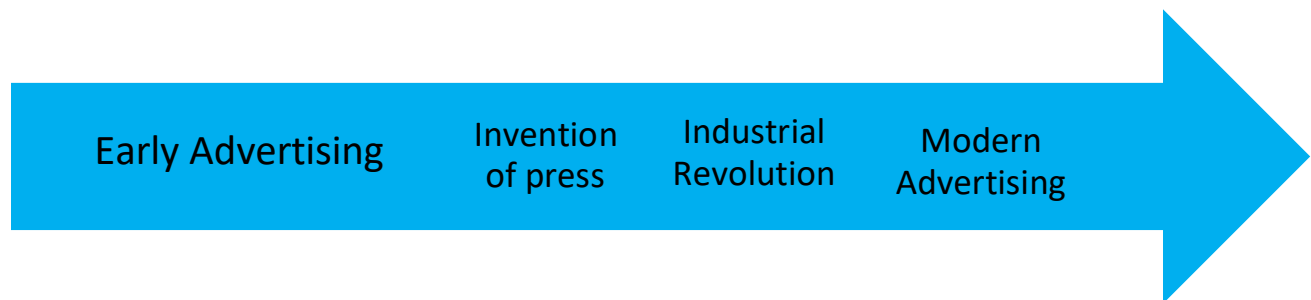 Early Advertising
Invention
of press
Industrial
Revolution
Modern
Advertising